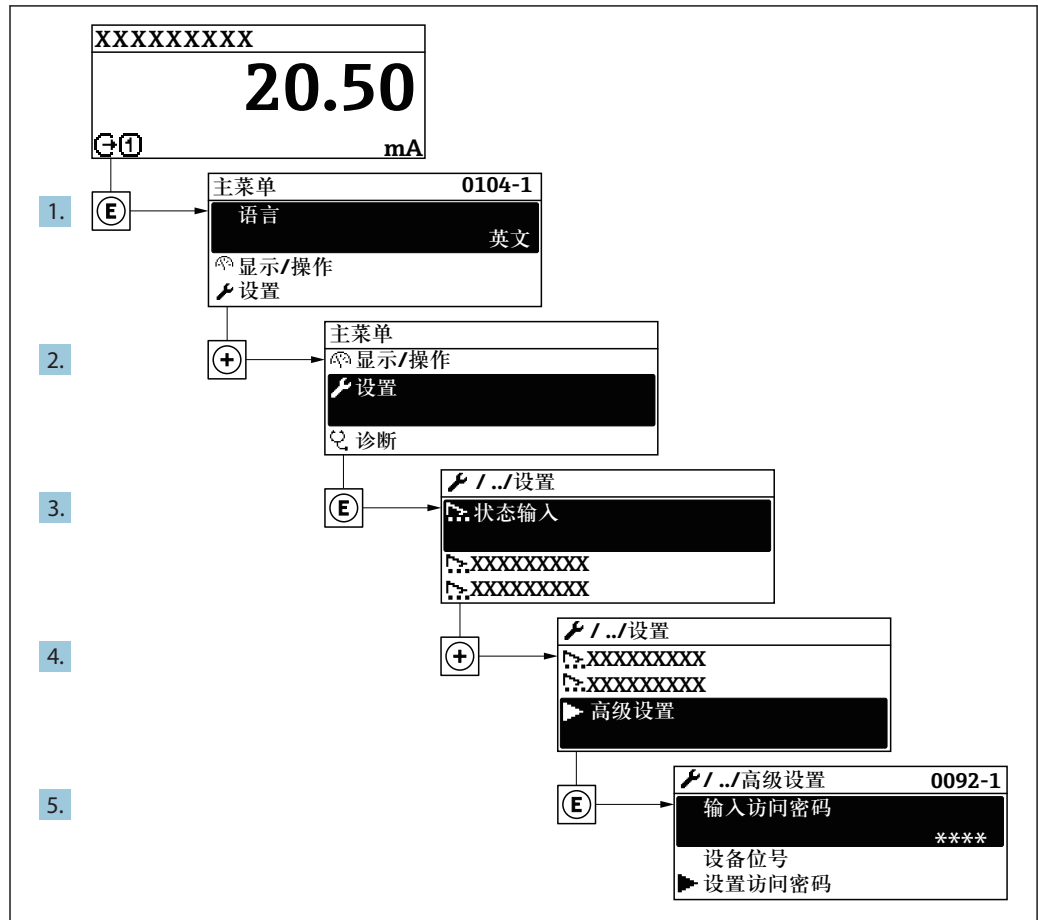 XXXXXXXXX
20.50
1
mA
1.
E
主菜单 0104-1
语言
英文
显示/操作
设置
2.
+
主菜单
显示/操作
设置
诊断
3.
E
/ ../设置
状态输入
XXXXXXXXX
XXXXXXXXX
4.
+
/ ../设置
XXXXXXXXX
XXXXXXXXX
高级设置
5.
E
/ ../高级设置 0092-1
输入访问密码
****
设备位号
设置访问密码